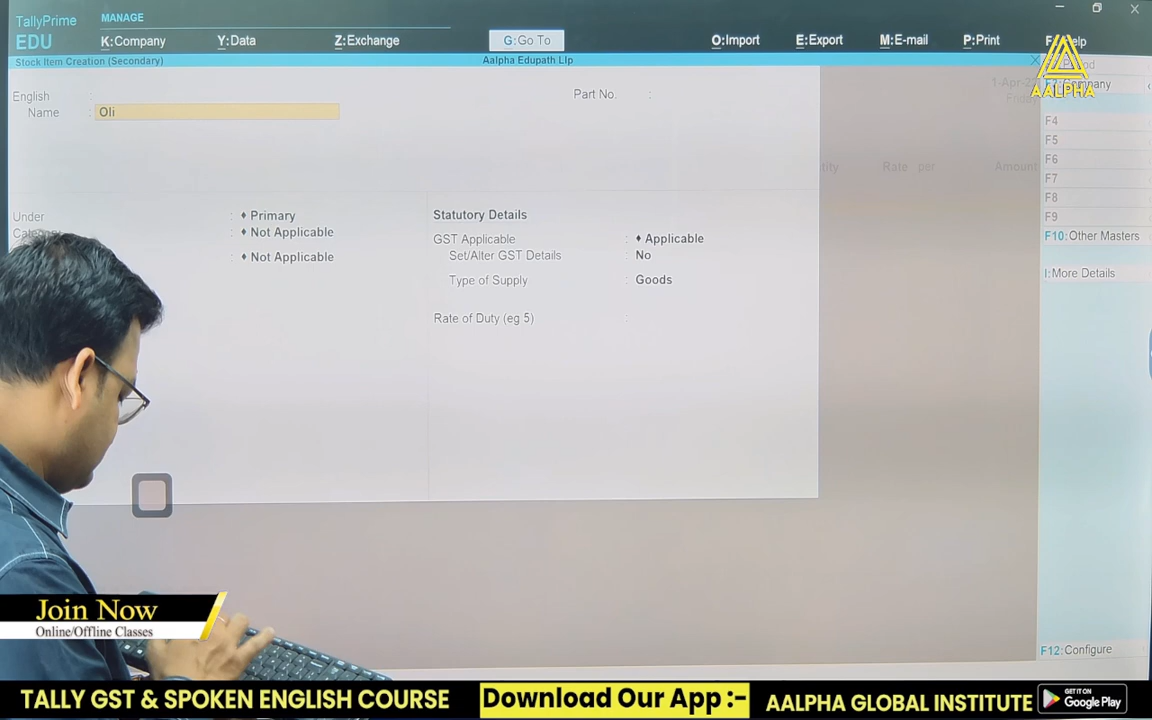 TallyPrime
EDU
MANAGE
K:Company
Y:Data
Z:Exchange
G:Go To
O:Import
E:Export
M:E-mail
P:Print
Stock Item Creation (Secondary)
Aalpha Edupath Llp
AALPHA
English :
Part No. :
Name : Oli
Rate per
Amount
Under : ♦ Primary
: ♦ Not Applicable
: ♦ Not Applicable
Statutory Details
GST Applicable : ♦ Applicable
Set/Alter GST Details : No
Type of Supply : Goods
Rate of Duty (eg 5) :
Company
F4
F5
F6
F7
F8
F9
F10:Other Masters
I:More Details
F12:Configure
Join Now
Online/Offline Classes
TALLY GST & SPOKEN ENGLISH COURSE
Download Our App :-
AALPHA GLOBAL INSTITUTE
GET IT ON
Google Play